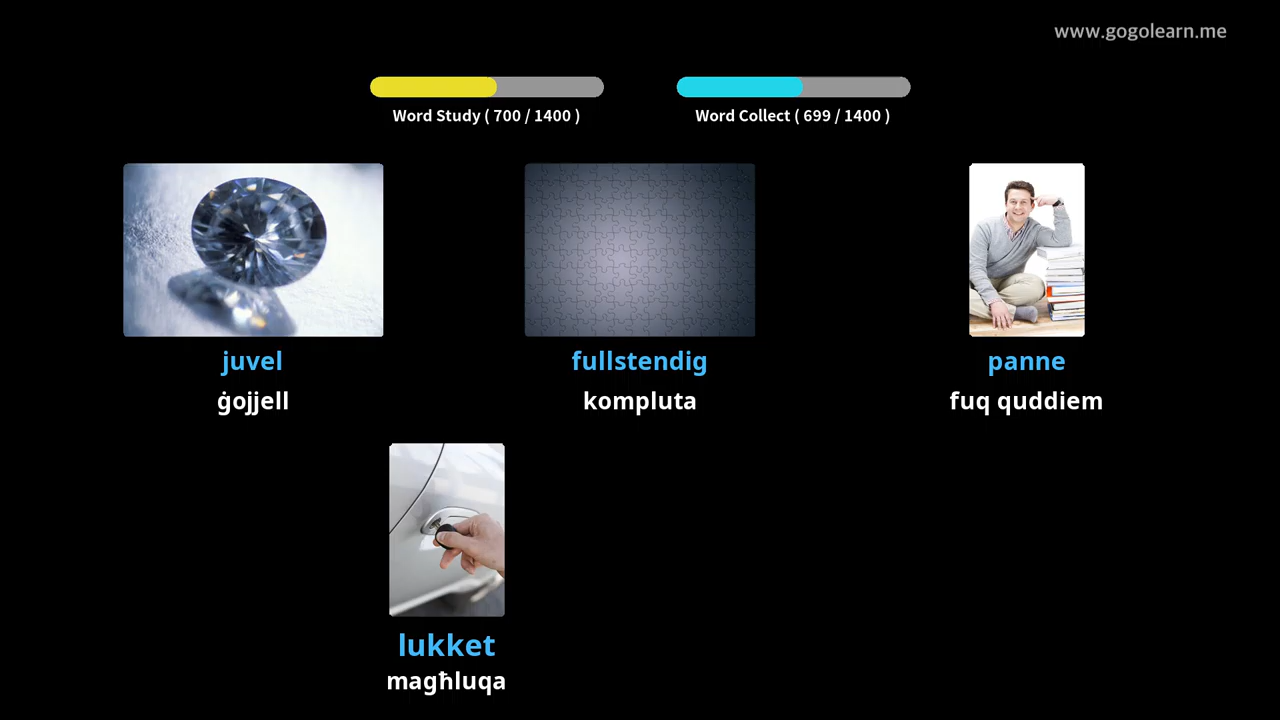 www.gogolearn.me
Word Study ( 700 / 1400 )
Word Collect ( 699 / 1400 )
juvel
fullstendig
panne
ġojjell
kompluta
fuq quddiem
lukket
magħluqa